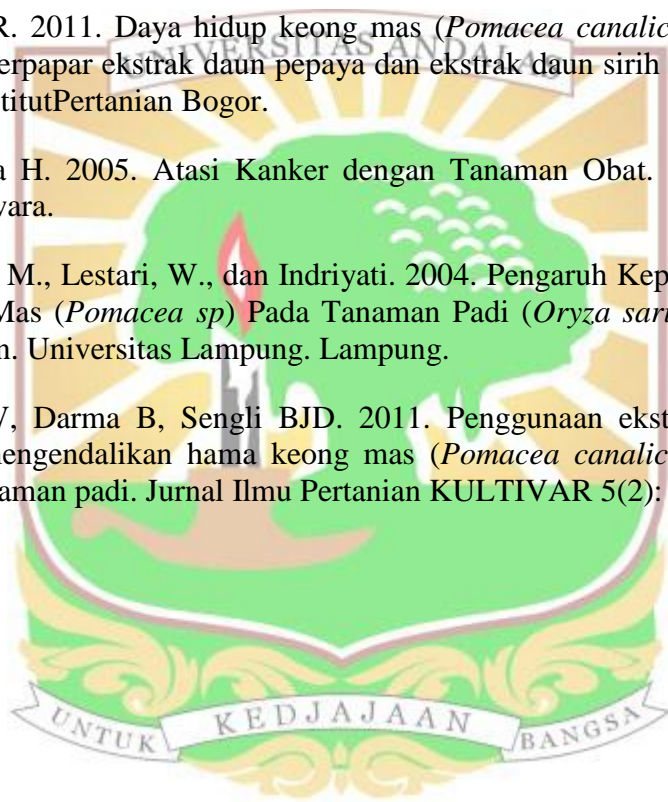 R. 2011. Daya hidup keong mas (Pomacea canalic
UNIVERSITAS ANDALAS
erpapar ekstrak daun pepaya dan ekstrak daun sirih
titutPertanian Bogor.
a H. 2005. Atasi Kanker dengan Tanaman Obat.
vara.
M., Lestari, W., dan Indriyati. 2004. Pengaruh Kep
Mas (Pomacea sp) Pada Tanaman Padi (Oryza sari
n. Universitas Lampung. Lampung.
V, Darma B, Sengli BJD. 2011. Penggunaan ekst
mengendalikan hama keong mas (Pomacea canalic
aman padi. Jurnal Ilmu Pertanian KULTIVAR 5(2):
UNTUK KEDJAJAAN BANGSA